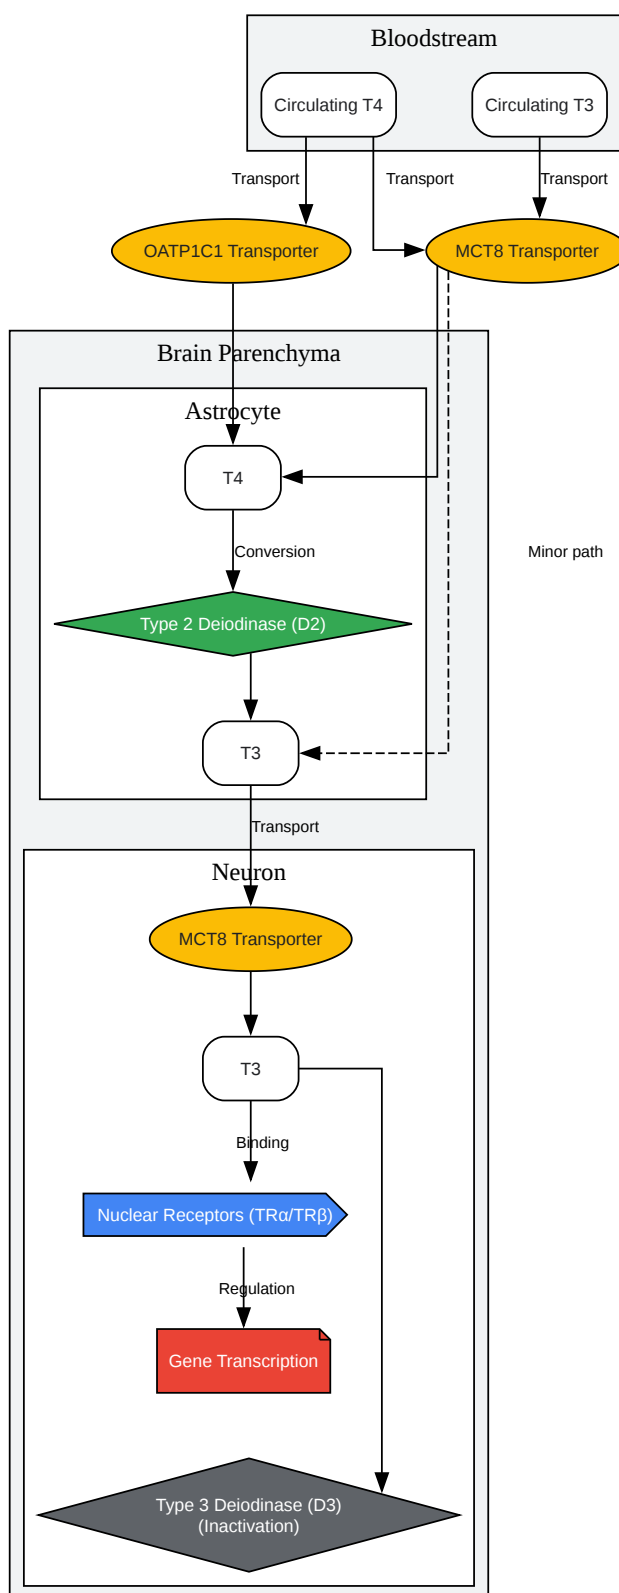 Bloodstream
Circulating T4
Circulating T3
Transport
Transport
Transport
OATP1C1 Transporter
MCT8 Transporter
Brain Parenchyma
Astrocyte
T4
Conversion
Minor path
Type 2 Deiodinase (D2)
T3
Transport
Neuron
MCT8 Transporter
T3
Binding
Nuclear Receptors (TRα/TRβ)
Regulation
Gene Transcription
Type 3 Deiodinase (D3)
(Inactivation)